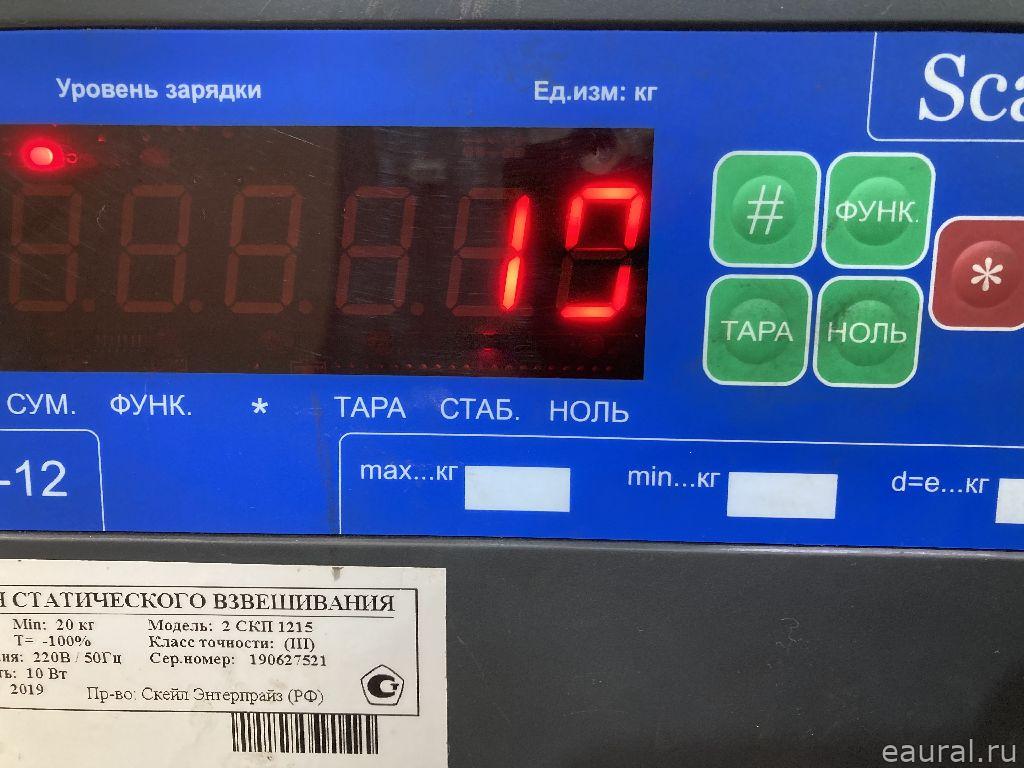 Уровень зарядки Ед.изм: кг
Sca
10
# ФУНК.
*
ТАРА НОЛЬ
СУМ. ФУНК. * ТАРА СТАБ. НОЛЬ
-12
max...кг min...кг d=e...кг
Я СТАТИЧЕСКОГО ВЗВЕШИВАНИЯ
Min: 20 кг Модель: 2 СКП 1215
T= -100% Класс точности: (III)
ния: 220В / 50Гц Сер.номер: 190627521
ть: 10 Вт
2019 Пр-во: Скейл Энтерпрайз (РФ)
eaural.ru